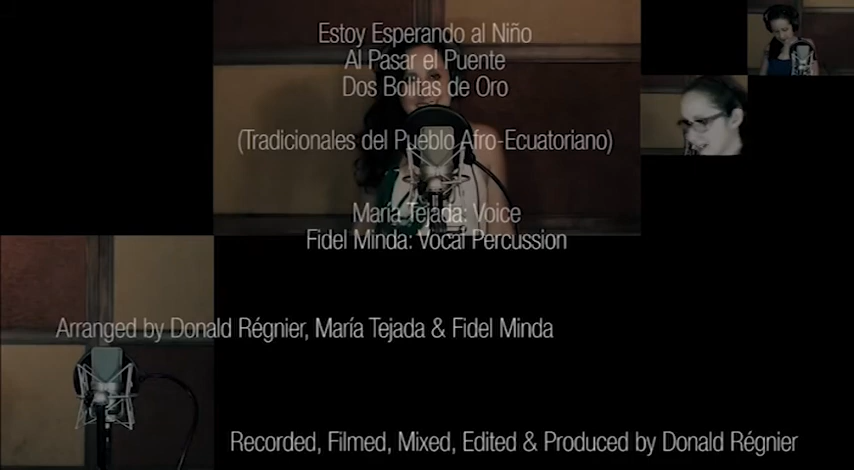 Estoy Esperando al Niño
Al Pasar el Puente
Dos Bolitas de Oro
(Tradicionales del Pueblo Afro-Ecuatoriano)
María Tejada: Voice
Fidel Minda: Vocal Percussion
Arranged by Donald Régnier, María Tejada & Fidel Minda
Recorded, Filmed, Mixed, Edited & Produced by Donald Régnier